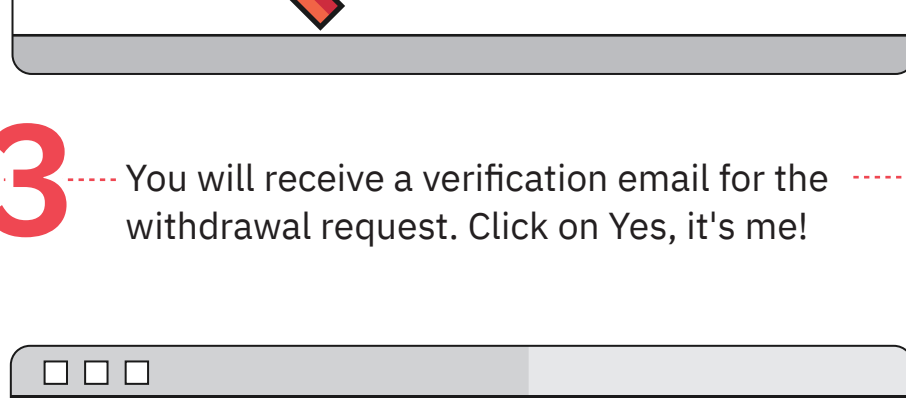 3
You will receive a verification email for the
withdrawal request. Click on Yes, it's me!